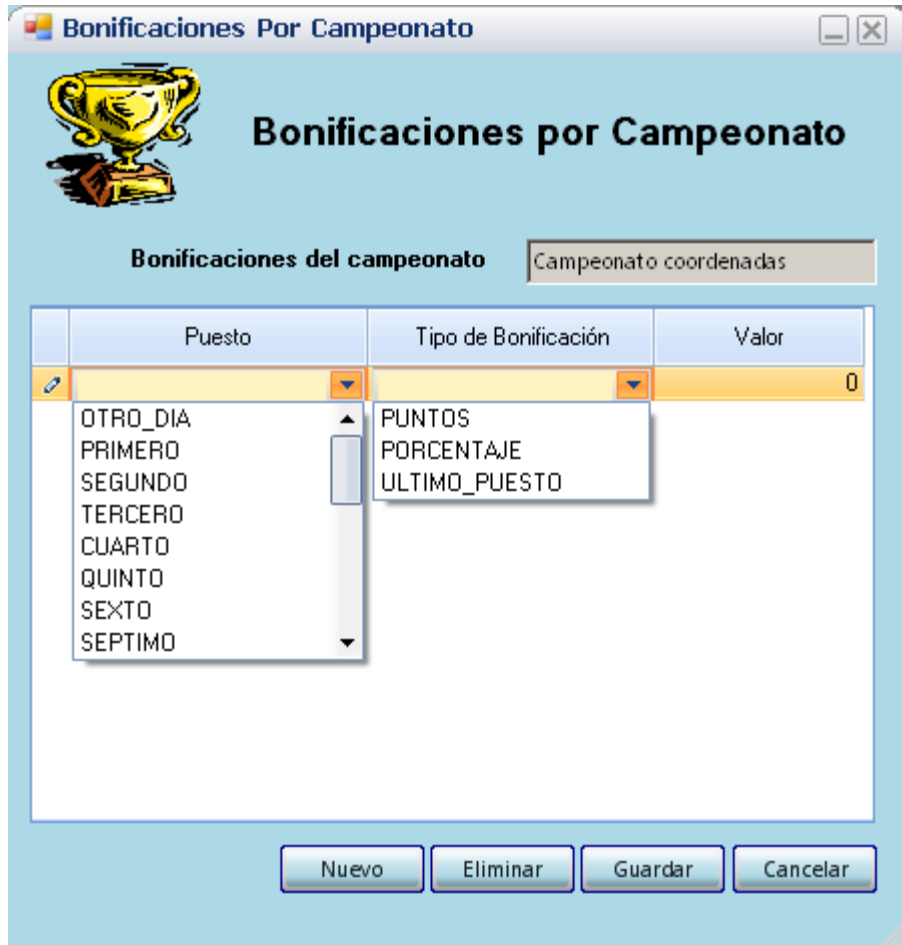 Bonificaciones Por Campeonato
Bonificaciones por Campeonato
Bonificaciones del campeonato Campeonato coordenadas
Puesto Tipo de Bonificación Valor
0
OTRO_DIA PUNTOS
PRIMERO PORCENTAJE
SEGUNDO ULTIMO_PUESTO
TERCERO
CUARTO
QUINTO
SEXTO
SEPTIMO
Nuevo Eliminar Guardar Cancelar